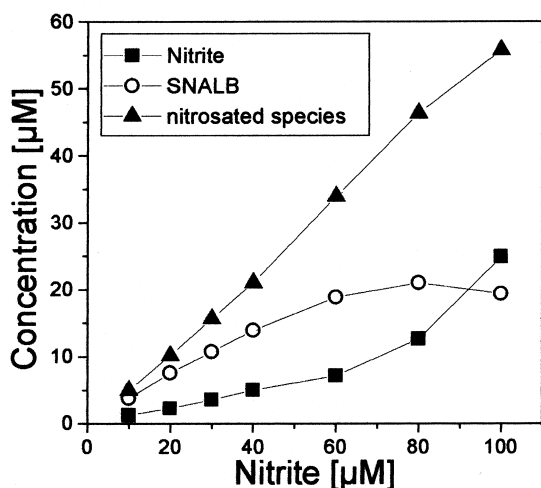 60
50
40
30
20
10
0
Nitrite
SNALB
nitrosated species
Concentration [µM]
0 20 40 60 80 100
Nitrite [µM]